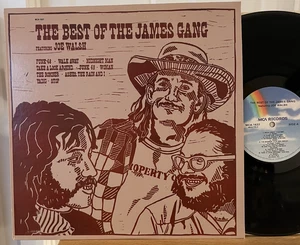 THE BEST OF THE JAMES GANG
FEATURING JOE WALSH
FUNK 48 WALK AWAY MIDNIGHT MAN
TAKE A LOOK AROUND FUNK 49 WOMAN
THE BOMBER ASHES, THE RAIN AND I
YADIG STOP
PROPERTY
MCA RECORDS